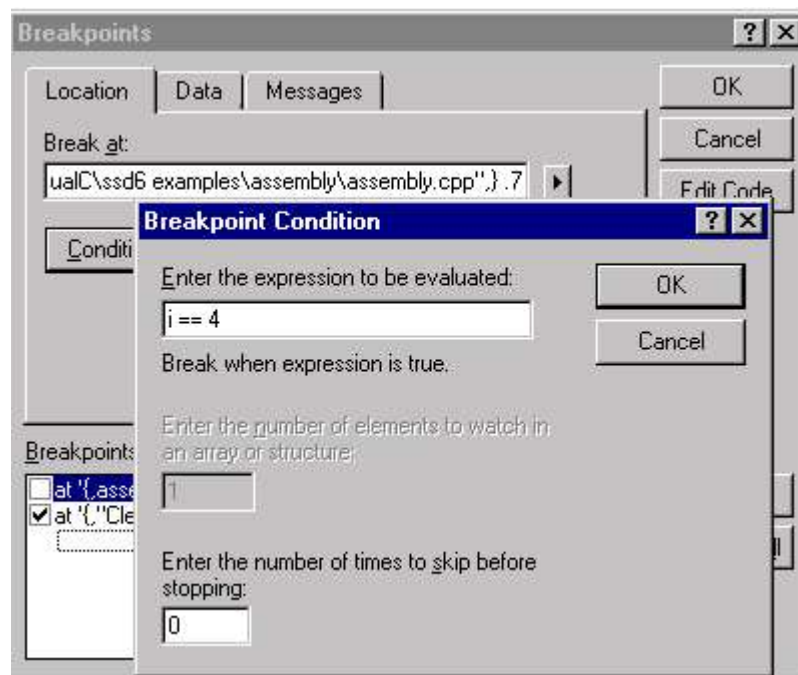 Breakpoints
Location Data Messages
OK
Break at:
Cancel
ualC\ssd6 examples\assembly\assembly.cpp",} .7
Edit Code
Breakpoint Condition
Conditi
Enter the expression to be evaluated:
OK
i == 4
Cancel
Break when expression is true.
Enter the number of elements to watch in
an array or structure:
1
Breakpoints
at '{,asse
at '{,"Cle
Enter the number of times to skip before
stopping:
0